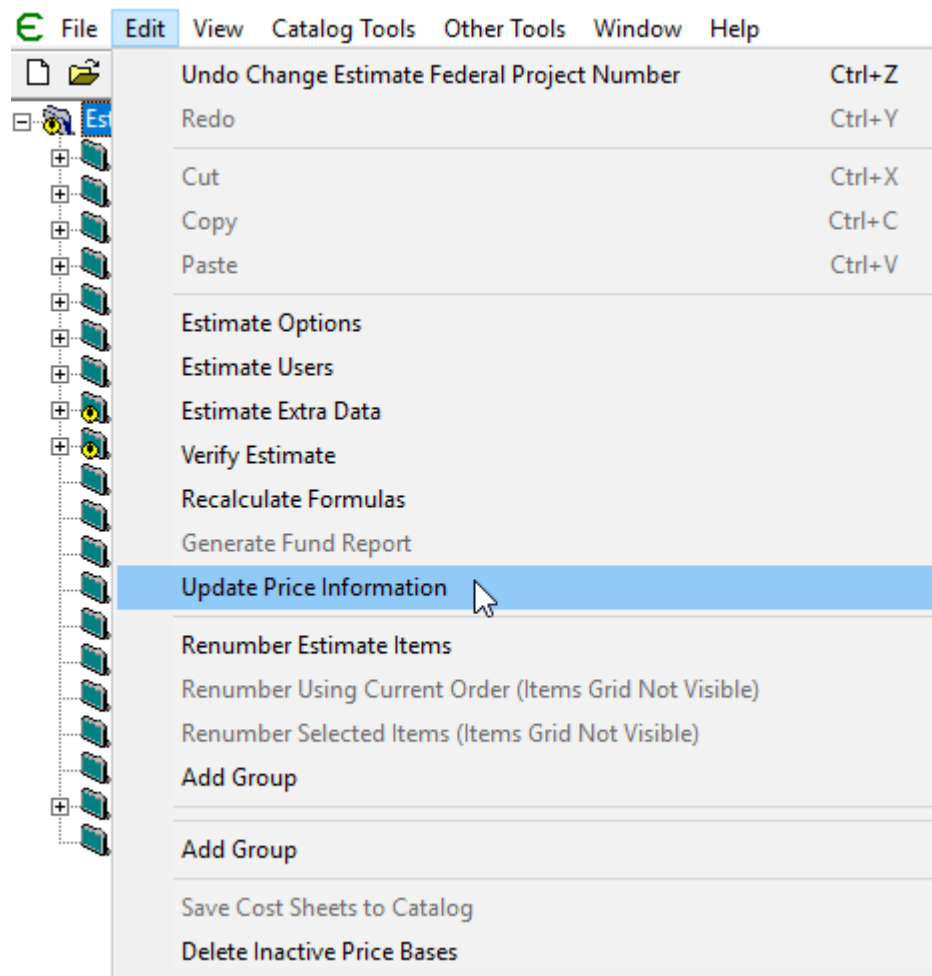 File Edit View Catalog Tools Other Tools Window Help
Undo Change Estimate Federal Project Number Ctrl+Z
Redo Ctrl+Y
Cut Ctrl+X
Copy Ctrl+C
Paste Ctrl+V
Estimate Options
Estimate Users
Estimate Extra Data
Verify Estimate
Recalculate Formulas
Generate Fund Report
Update Price Information
Renumber Estimate Items
Renumber Using Current Order (Items Grid Not Visible)
Renumber Selected Items (Items Grid Not Visible)
Add Group
Add Group
Save Cost Sheets to Catalog
Delete Inactive Price Bases